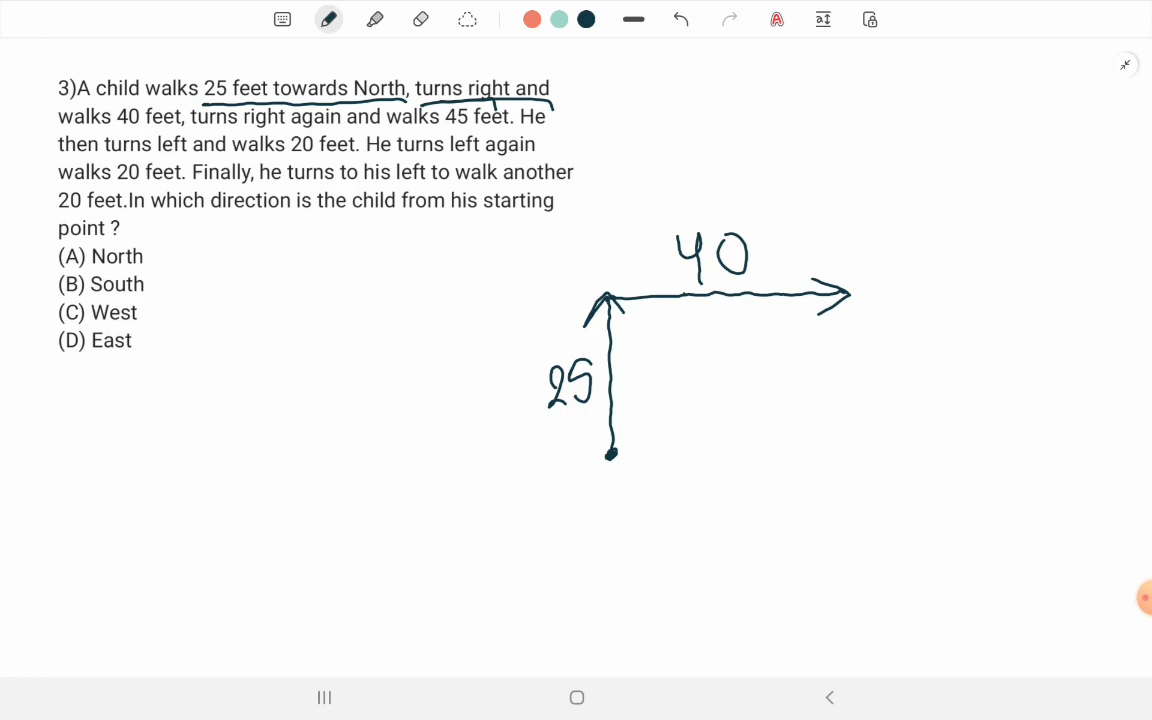 A a
3)A child walks 25 feet towards North, turns right and
walks 40 feet, turns right again and walks 45 feet. He
then turns left and walks 20 feet. He turns left again
walks 20 feet. Finally, he turns to his left to walk another
20 feet.In which direction is the child from his starting
point ?
(A) North
(B) South
(C) West
(D) East
40
25